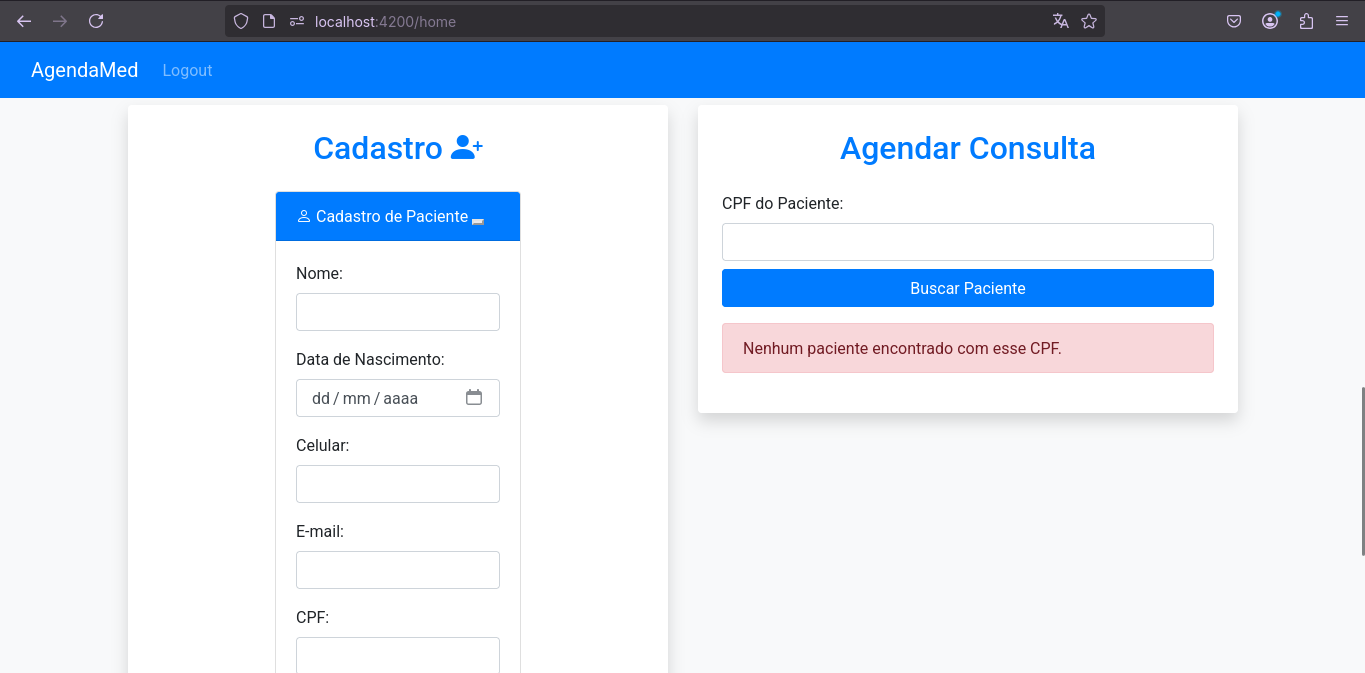 localhost:4200/home
AgendaMed Logout
Cadastro
Cadastro de Paciente
Nome:
Data de Nascimento:
dd / mm / aaaa
Celular:
E-mail:
CPF:
Agendar Consulta
CPF do Paciente:
Buscar Paciente
Nenhum paciente encontrado com esse CPF.